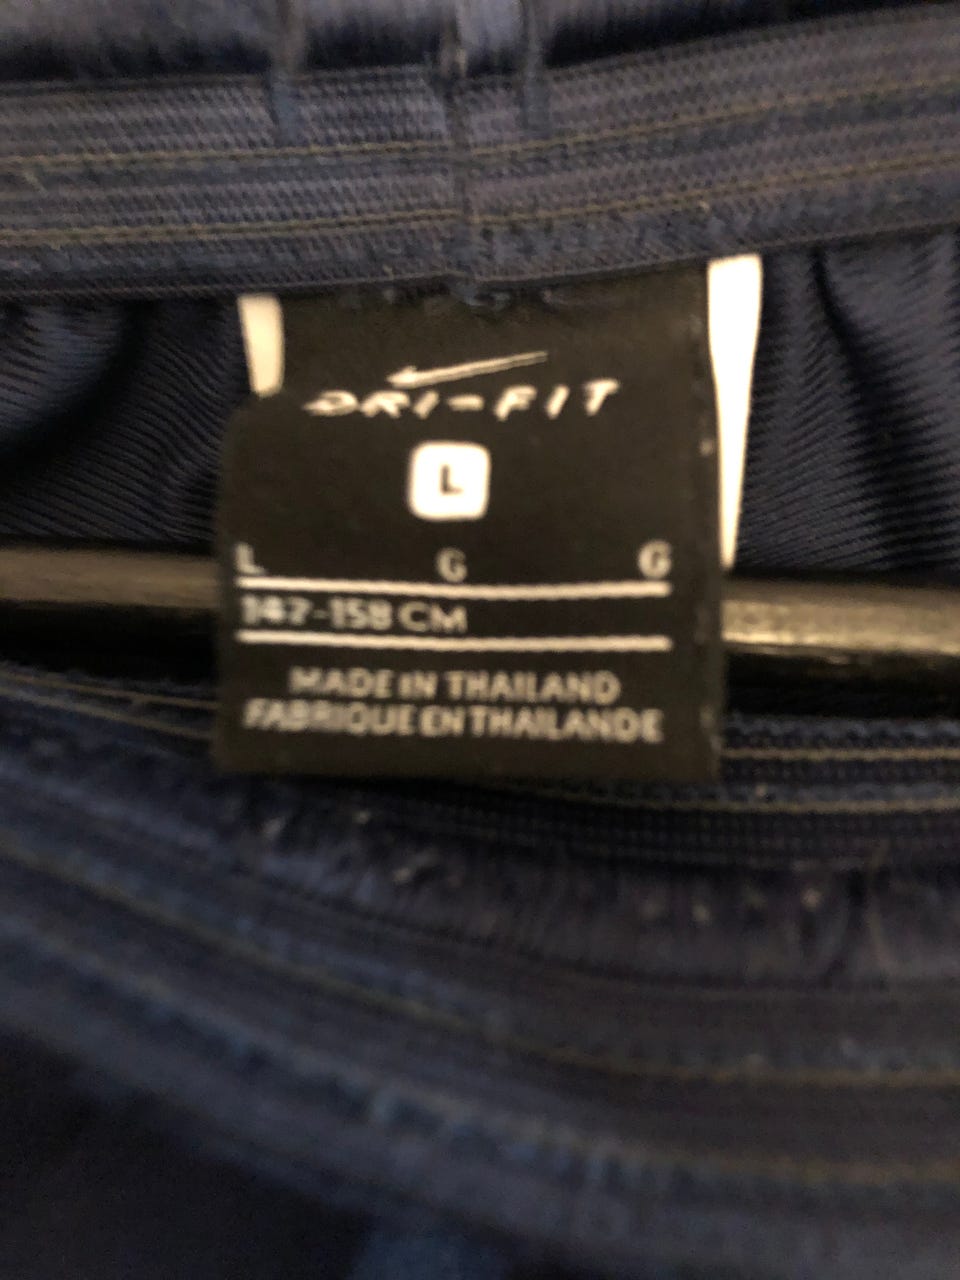 DRI-FIT
L
L G G
147-158 CM
MADE IN THAILAND
FABRIQUE EN THAILANDE